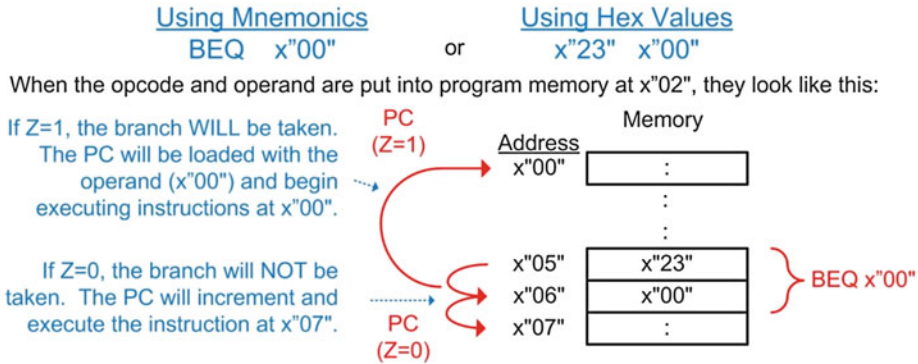 Using Mnemonics Using Hex Values
BEQ x"00" or x"23" x"00"
When the opcode and operand are put into program memory at x"02", they look like this:
If Z=1, the branch WILL be taken.
The PC will be loaded with the
operand (x"00") and begin
executing instructions at x"00".
PC
(Z=1)
Memory
Address
x"00" :
:
:
If Z=0, the branch will NOT be
taken. The PC will increment and
execute the instruction at x"07".
PC
(Z=0)
x"05" x"23"
x"06" x"00"
x"07" :
BEQ x"00"